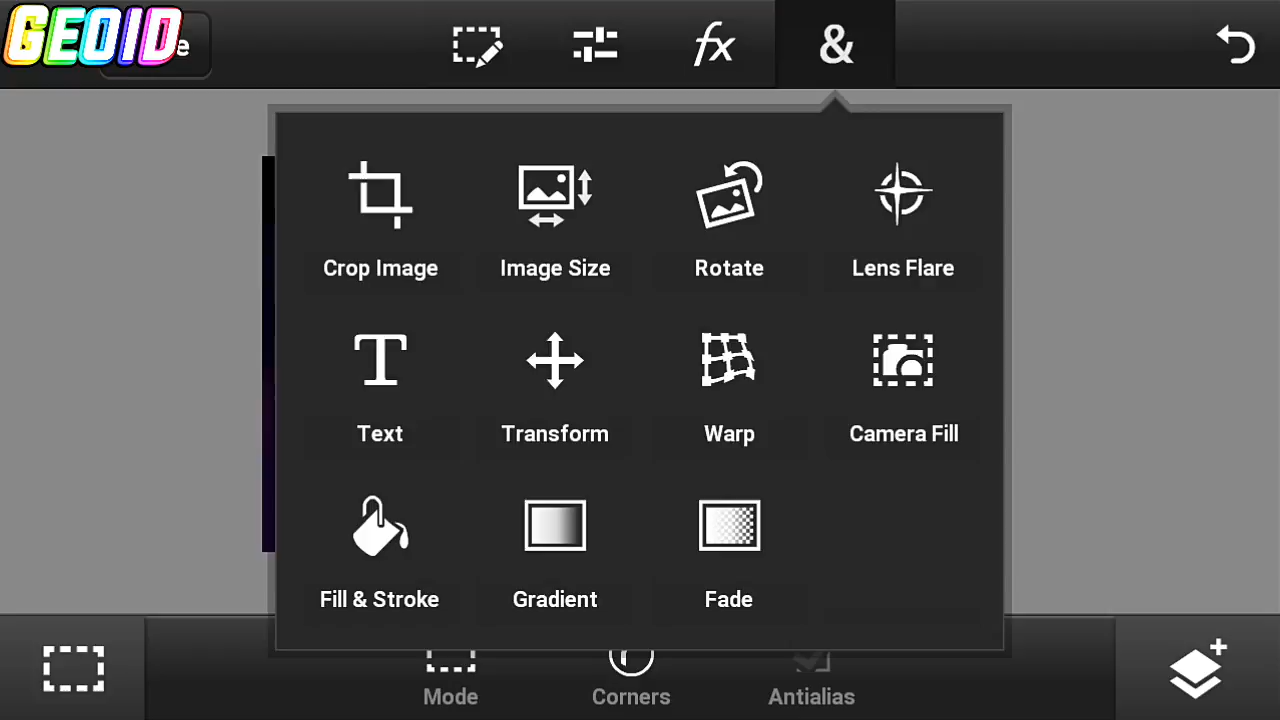 GEOID
fx
&
Crop Image
Image Size
Rotate
Lens Flare
T
Text
Transform
Warp
Camera Fill
Fill & Stroke
Gradient
Fade
Mode
Corners
Antialias